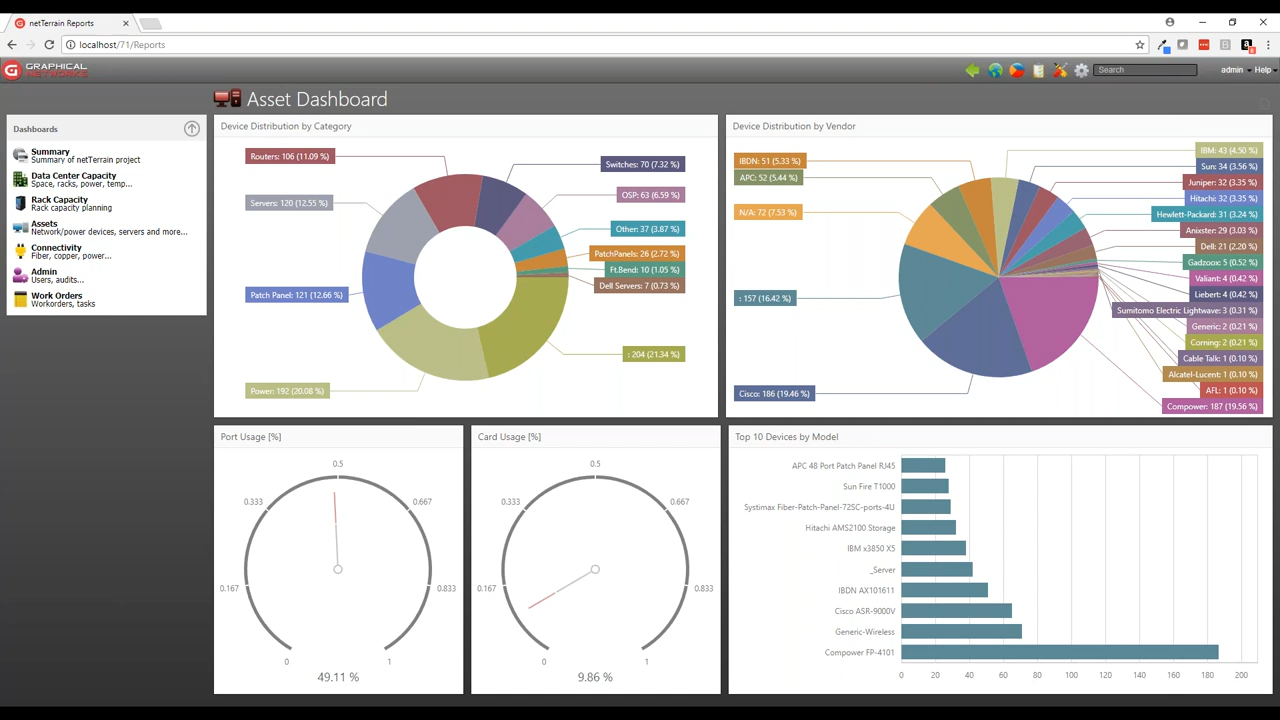 netTerrain Reports
localhost/71/Reports
GRAPHICAL
NETWORKS
Search
admin
Help
Asset Dashboard
Dashboards
Summary
Summary of netTerrain project
Data Center Capacity
Space, racks, power, temp...
Rack Capacity
Rack capacity planning
Assets
Network/power devices, servers and more...
Connectivity
Fiber, copper, power...
Admin
Users, audits...
Work Orders
Workorders, tasks
Device Distribution by Category
Routers: 106 (11.09 %)
Switches: 70 (7.32 %)
OSP: 63 (6.59 %)
Servers: 120 (12.55 %)
Other: 37 (3.87 %)
PatchPanels: 26 (2.72 %)
Ft.Bend: 10 (1.05 %)
Dell Servers: 7 (0.73 %)
Patch Panel: 121 (12.66 %)
: 204 (21.34 %)
Power: 192 (20.08 %)
Device Distribution by Vendor
IBDN: 51 (5.33 %)
APC: 52 (5.44 %)
N/A: 72 (7.53 %)
: 157 (16.42 %)
Cisco: 186 (19.46 %)
IBM: 43 (4.50 %)
Sun: 34 (3.56 %)
Juniper: 32 (3.35 %)
Hitachi: 32 (3.35 %)
Hewlett-Packard: 31 (3.24 %)
Anixster: 29 (3.03 %)
Dell: 21 (2.20 %)
Gadzoox: 5 (0.52 %)
Valiant: 4 (0.42 %)
Liebert: 4 (0.42 %)
Sumitomo Electric Lightwave: 3 (0.31 %)
Generic: 2 (0.21 %)
Corning: 2 (0.21 %)
Cable Talk: 1 (0.10 %)
Alcatel-Lucent: 1 (0.10 %)
AFL: 1 (0.10 %)
Compower: 187 (19.56 %)
Port Usage [%]
0.5
0.333
0.667
0.167
0.833
0
1
49.11 %
Card Usage [%]
0.5
0.333
0.667
0.167
0.833
0
1
9.86 %
Top 10 Devices by Model
APC 48 Port Patch Panel RJ45
Sun Fire T1000
Systimax Fiber-Patch-Panel-72SC-ports-4U
Hitachi AMS2100 Storage
IBM x3850 X5
_Server
IBDN AX101611
Cisco ASR-9000V
Generic-Wireless
Compower FP-4101
0 20 40 60 80 100 120 140 160 180 200